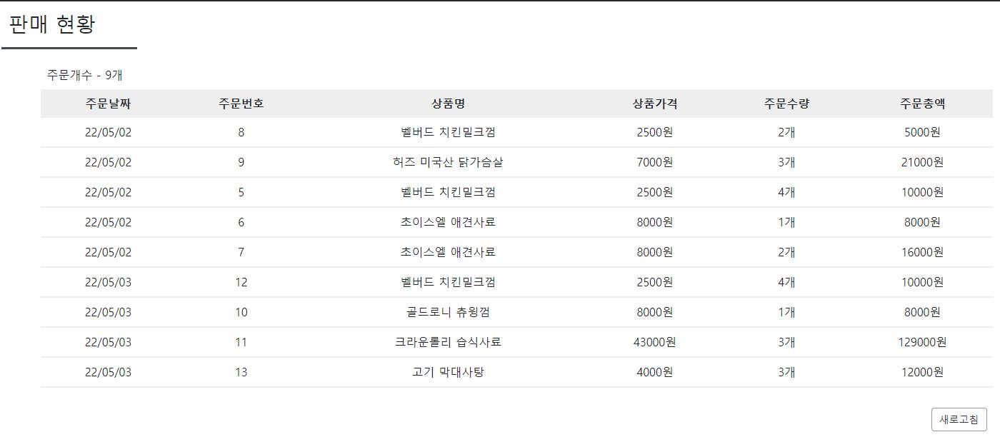 판매 현황
주문개수 - 9개
주문날짜 주문번호 상품명 상품가격 주문수량 주문총액
22/05/02 8 벨버드 치킨밀크껌 2500원 2개 5000원
22/05/02 9 허즈 미국산 닭가슴살 7000원 3개 21000원
22/05/02 5 벨버드 치킨밀크껌 2500원 4개 10000원
22/05/02 6 초이스엘 애견사료 8000원 1개 8000원
22/05/02 7 초이스엘 애견사료 8000원 2개 16000원
22/05/03 12 벨버드 치킨밀크껌 2500원 4개 10000원
22/05/03 10 골드로니 츄윙껌 8000원 1개 8000원
22/05/03 11 크라운롤리 습식사료 43000원 3개 129000원
22/05/03 13 고기 막대사탕 4000원 3개 12000원
새로고침